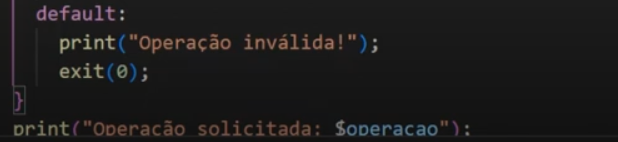 default:
print("Operação inválida!");
exit(0);
}
print("Operação solicitada: $operacao");